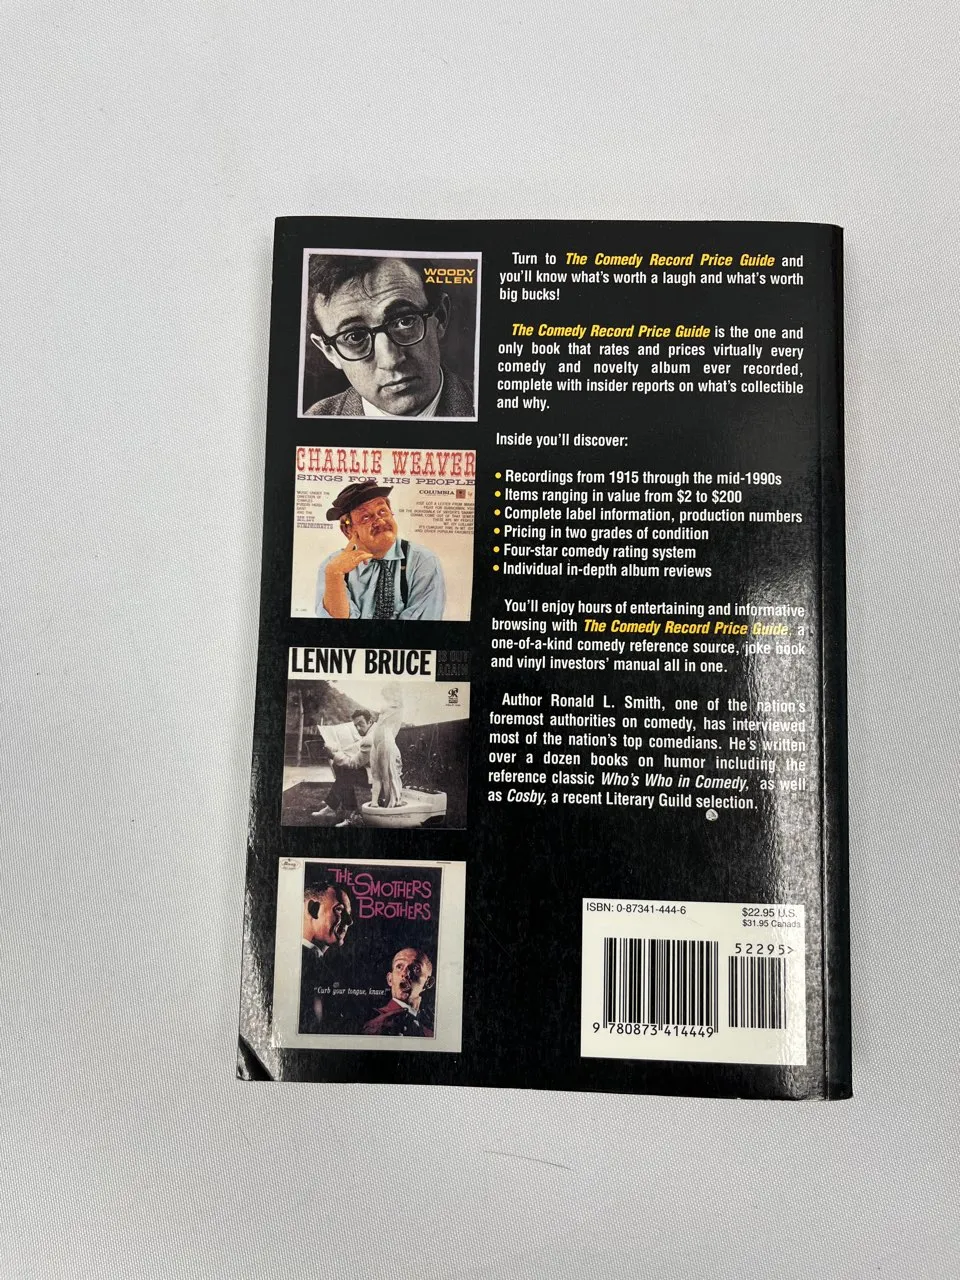 WOODY
ALLEN
CHARLIE WEAVER
SINGS FOR HIS PEOPLE
COLUMBIA
LENNY BRUCE
IS OUT
AGAIN
THE SMOTHERS
BROTHERS
"Curb your tongue, knave!"
Turn to The Comedy Record Price Guide and
you'll know what's worth a laugh and what's worth
big bucks!
The Comedy Record Price Guide is the one and
only book that rates and prices virtually every
comedy and novelty album ever recorded,
complete with insider reports on what's collectible
and why.
Inside you'll discover:
• Recordings from 1915 through the mid-1990s
• Items ranging in value from $2 to $200
• Complete label information, production numbers
• Pricing in two grades of condition
• Four-star comedy rating system
• Individual in-depth album reviews
You'll enjoy hours of entertaining and informative
browsing with The Comedy Record Price Guide, a
one-of-a-kind comedy reference source, joke book
and vinyl investors' manual all in one.
Author Ronald L. Smith, one of the nation's
foremost authorities on comedy, has interviewed
most of the nation's top comedians. He's written
over a dozen books on humor including the
reference classic Who's Who in Comedy, as well
as Cosby, a recent Literary Guild selection.
ISBN: 0-87341-444-6
$22.95 U.S.
$31.95 Canada
52295>
9 780873 414449